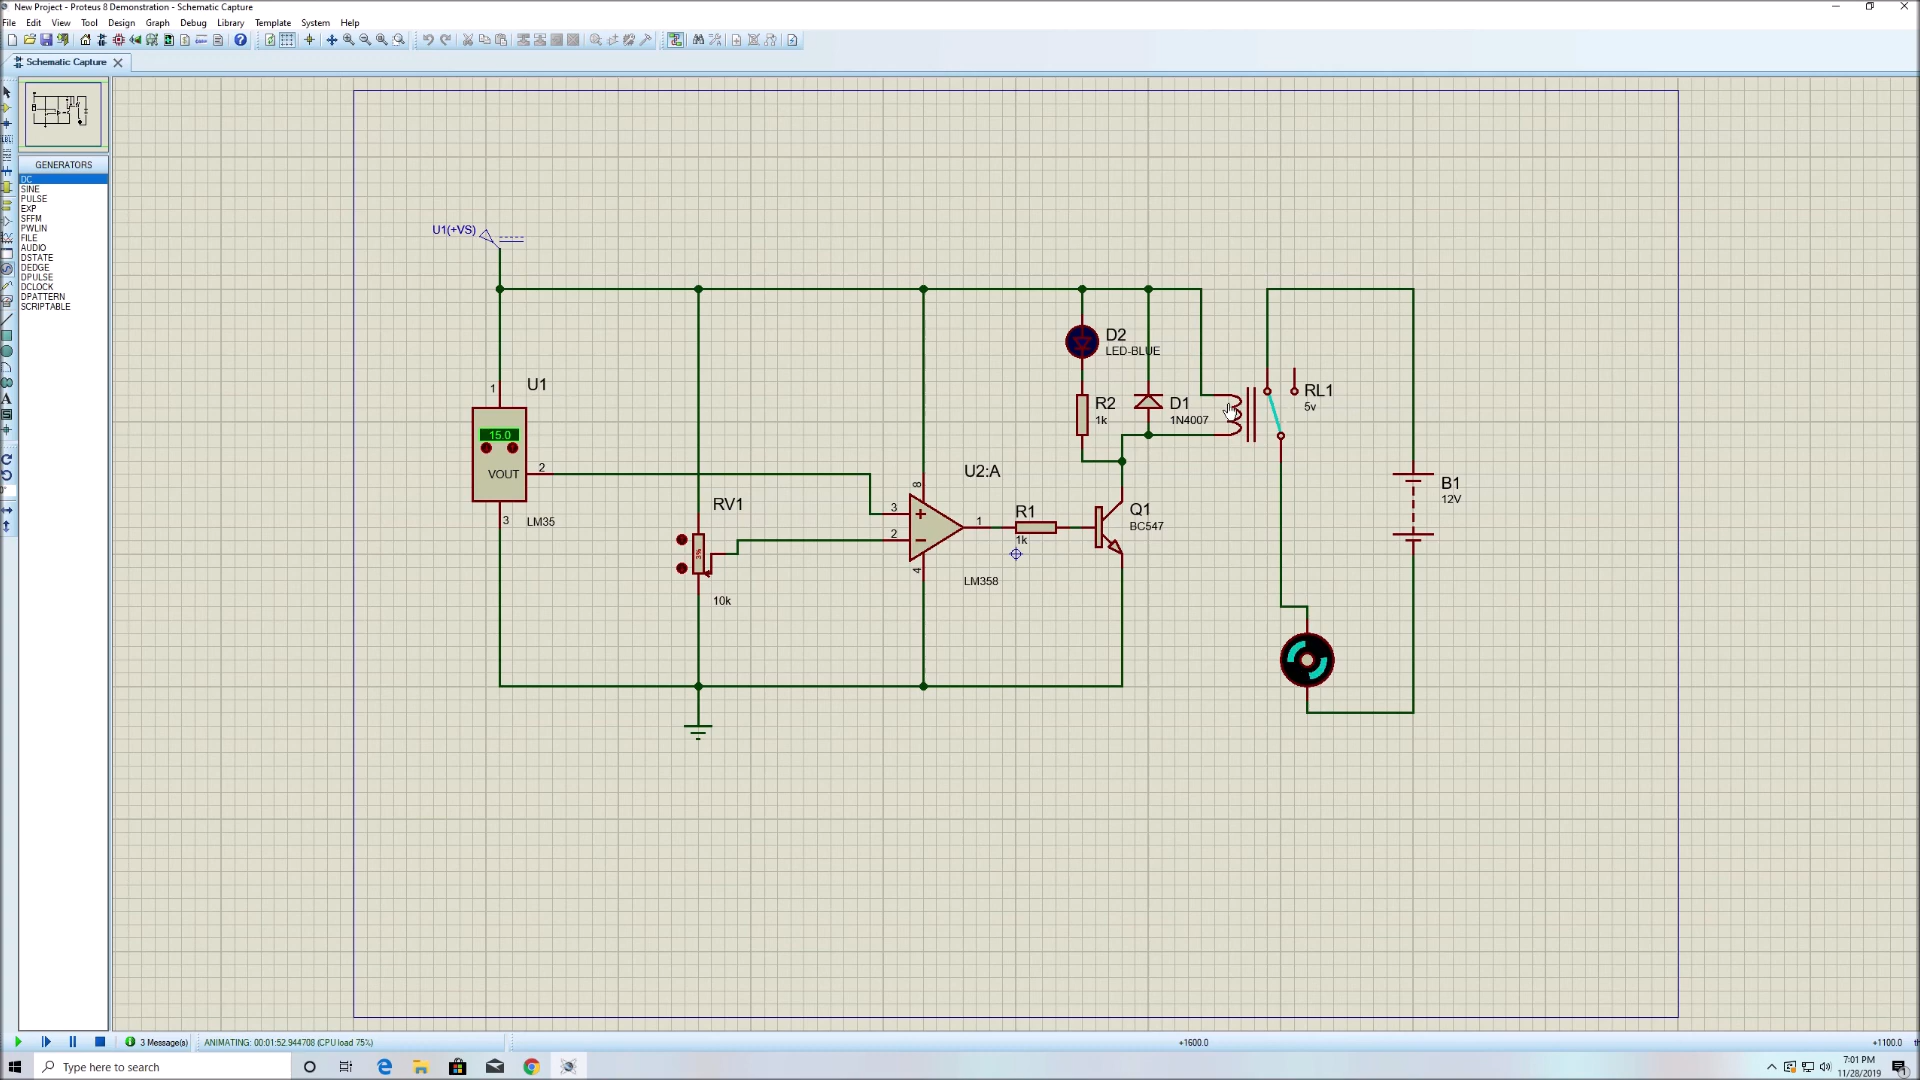 New Project - Proteus 8 Demonstration - Schematic Capture
File Edit View Tool Design Graph Debug Library Template System Help
Schematic Capture
GENERATORS
DC
SINE
PULSE
EXP
SFFM
PWLIN
FILE
AUDIO
DSTATE
DEDGE
DPULSE
DCLOCK
DPATTERN
SCRIPTABLE
U1(+VS)
D2
LED-BLUE
U1
1
R2
1k
D1
1N4007
RL1
5v
15.0
VOUT
2
3
LM35
RV1
3%
10k
U2:A
8
3
2
1
4
LM358
R1
1k
Q1
BC547
B1
12V
3 Message(s)
ANIMATING: 00:01:52.944708 (CPU load 75%)
+1600.0
+1100.0
Type here to search
7:01 PM
11/28/2019